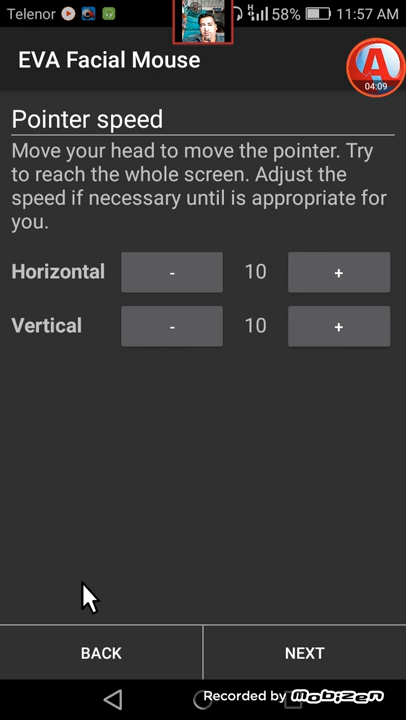 Telenor H 58% 11:57 AM
EVA Facial Mouse
A
04:09
Pointer speed
Move your head to move the pointer. Try
to reach the whole screen. Adjust the
speed if necessary until is appropriate for
you.
Horizontal - 10 +
Vertical - 10 +
BACK NEXT
Recorded by mobizen